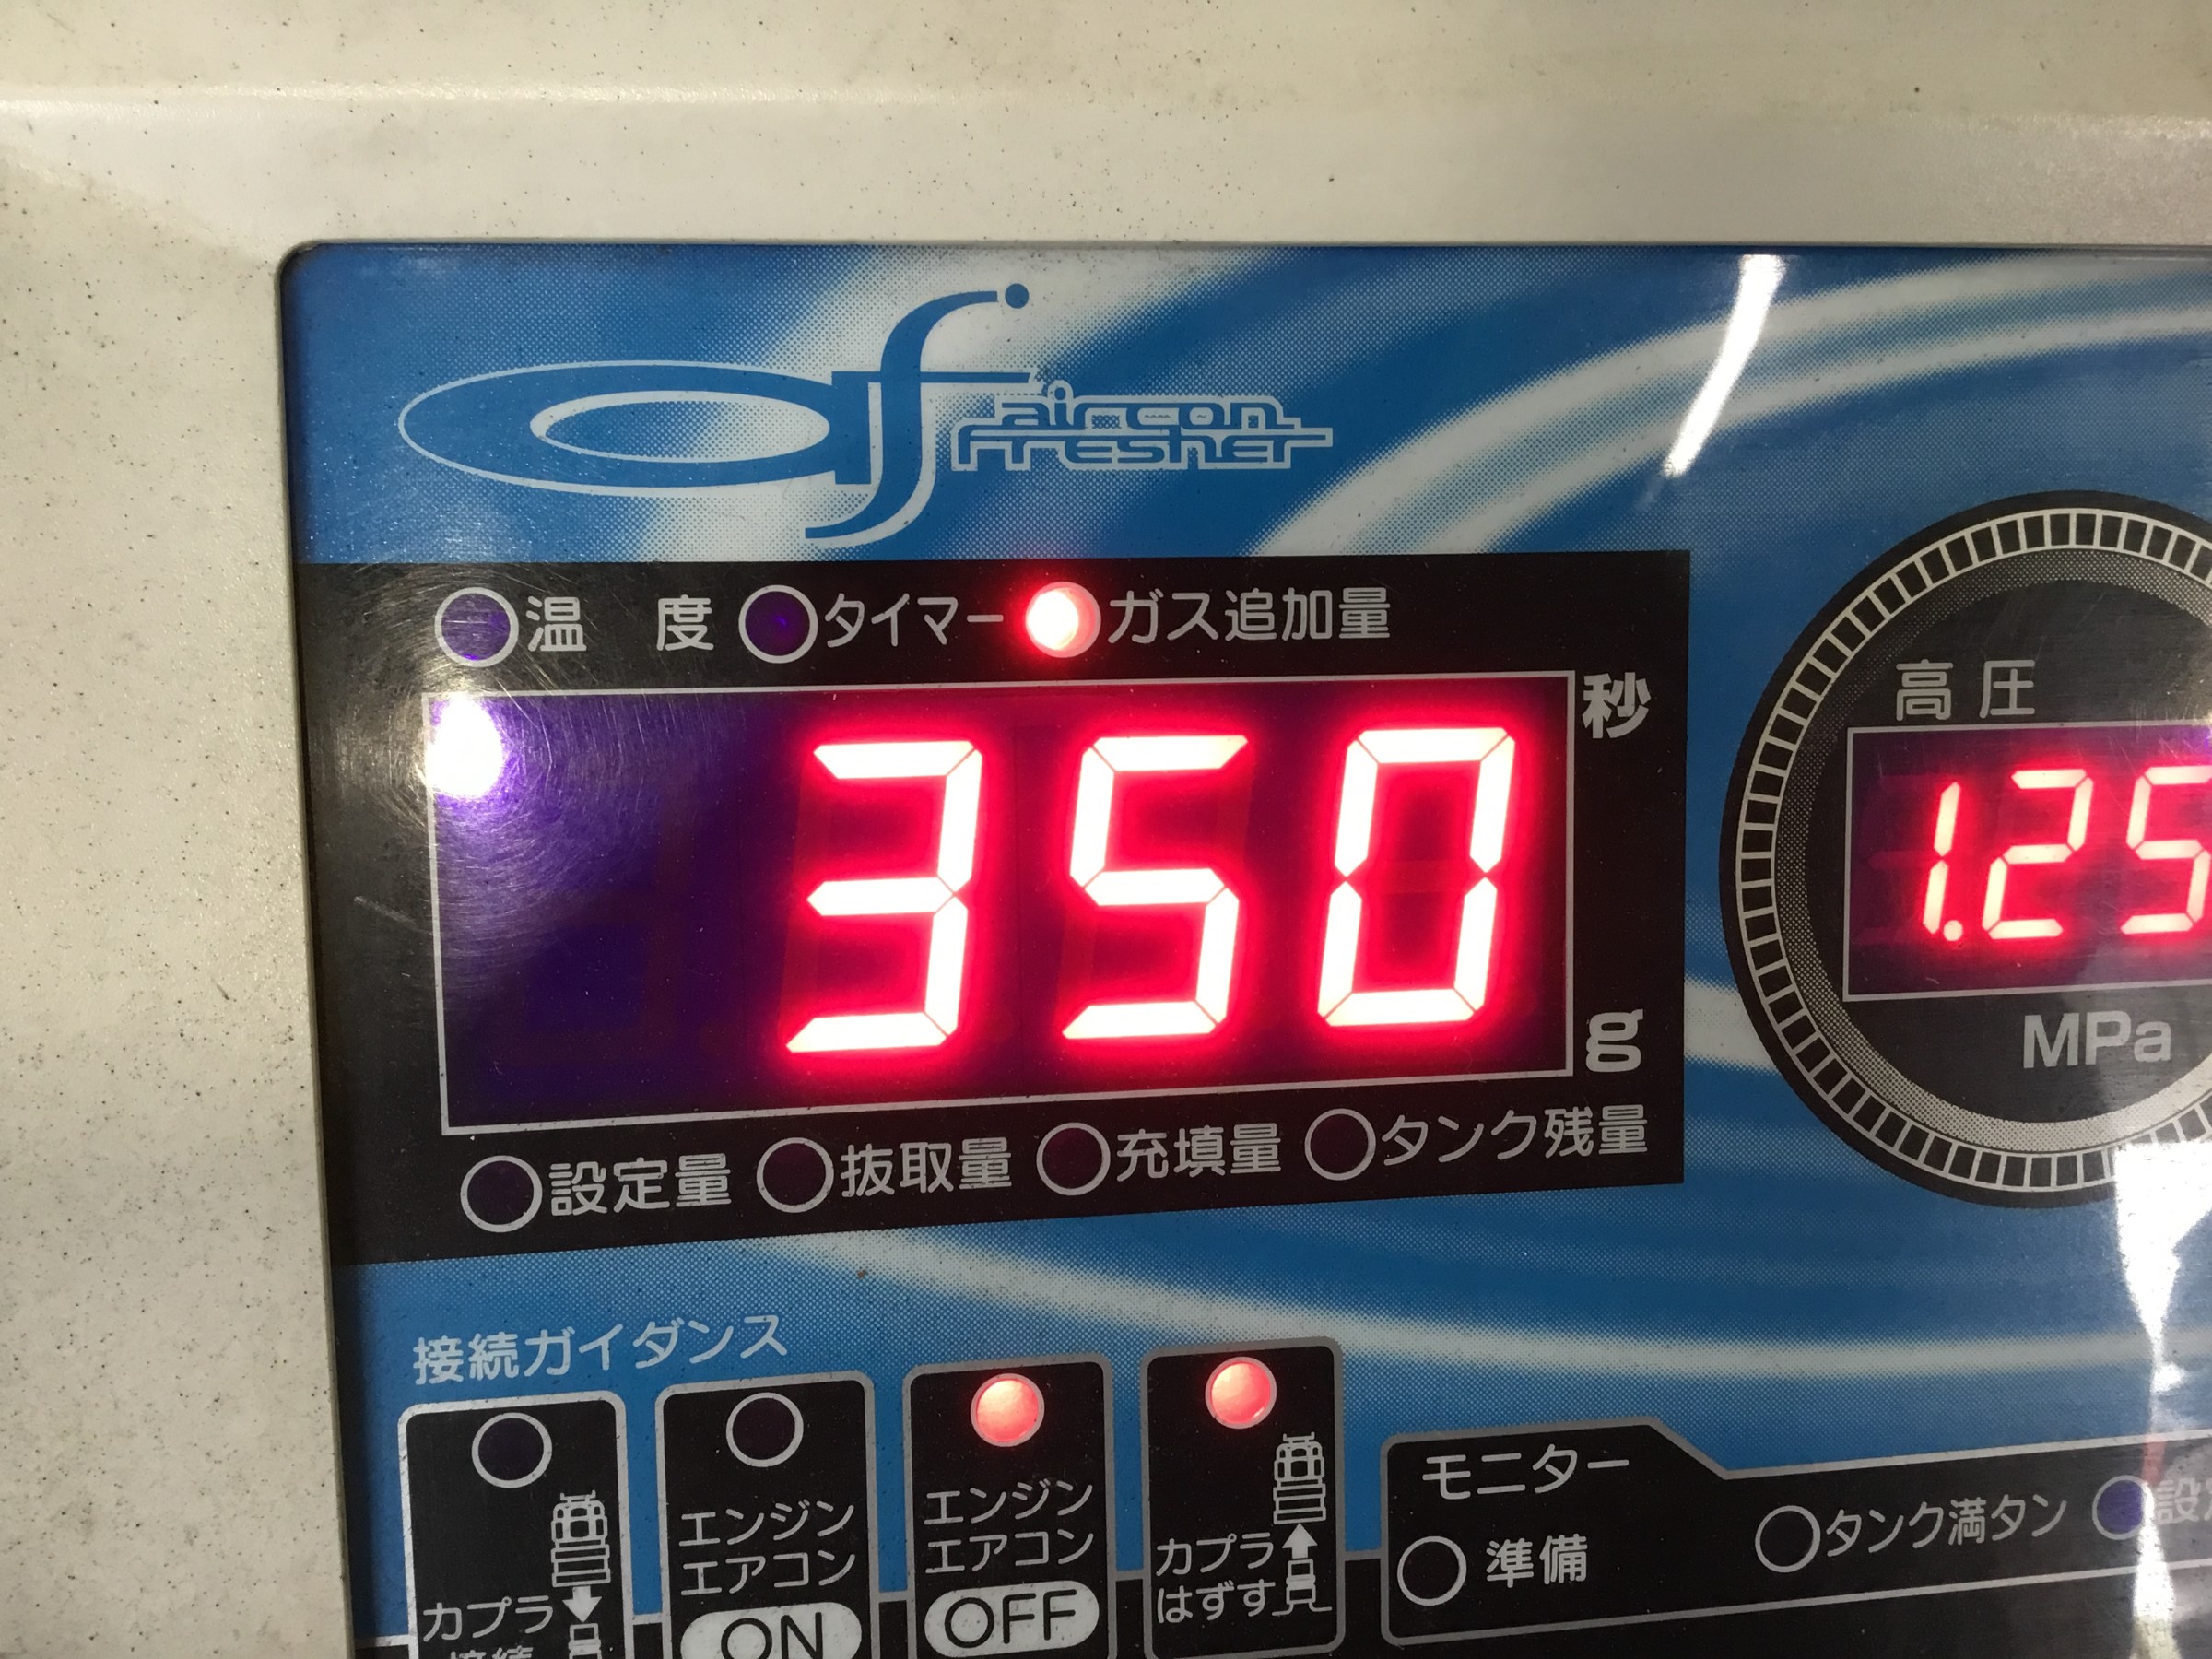 af aircon fresher
温度 タイマー ガス追加量
350
秒
g
設定量 抜取量 充填量 タンク残量
高圧
1.25
MPa
接続ガイダンス
カプラ
接続
エンジン
エアコン
ON
エンジン
エアコン
OFF
カプラ
はずす
モニター
準備 タンク満タン